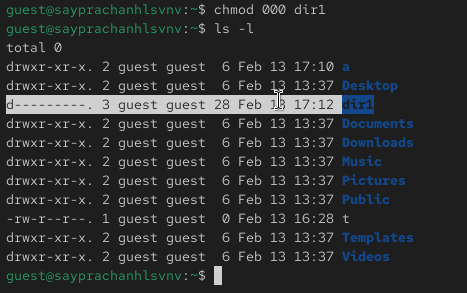 guest@sayprachanhlsvnv:~$ chmod 000 dir1
guest@sayprachanhlsvnv:~$ ls -l
total 0
drwxr-xr-x. 2 guest guest  6 Feb 13 17:10 a
drwxr-xr-x. 2 guest guest  6 Feb 13 13:37 Desktop
d---------. 3 guest guest 28 Feb 13 17:12 dir1
drwxr-xr-x. 2 guest guest  6 Feb 13 13:37 Documents
drwxr-xr-x. 2 guest guest  6 Feb 13 13:37 Downloads
drwxr-xr-x. 2 guest guest  6 Feb 13 13:37 Music
drwxr-xr-x. 2 guest guest  6 Feb 13 13:37 Pictures
drwxr-xr-x. 2 guest guest  6 Feb 13 13:37 Public
-rw-r--r--. 1 guest guest  0 Feb 13 16:28 t
drwxr-xr-x. 2 guest guest  6 Feb 13 13:37 Templates
drwxr-xr-x. 2 guest guest  6 Feb 13 13:37 Videos
guest@sayprachanhlsvnv:~$